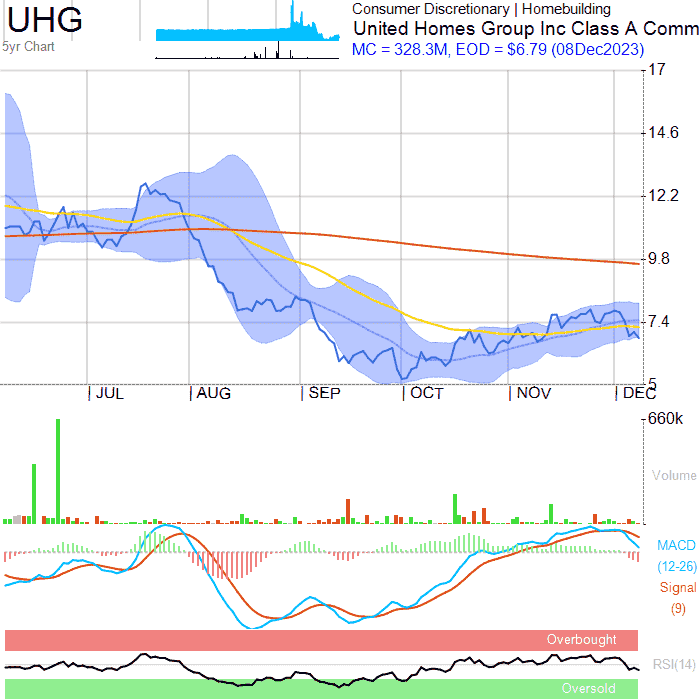 UHG
5yr Chart
Consumer Discretionary | Homebuilding
United Homes Group Inc Class A Comm
MC = 328.3M, EOD = $6.79 (08Dec2023)
17
14.6
12.2
9.8
7.4
5
JUL
AUG
SEP
OCT
NOV
DEC
660k
Volume
MACD
(12-26)
Signal
(9)
Overbought
RSI(14)
Oversold